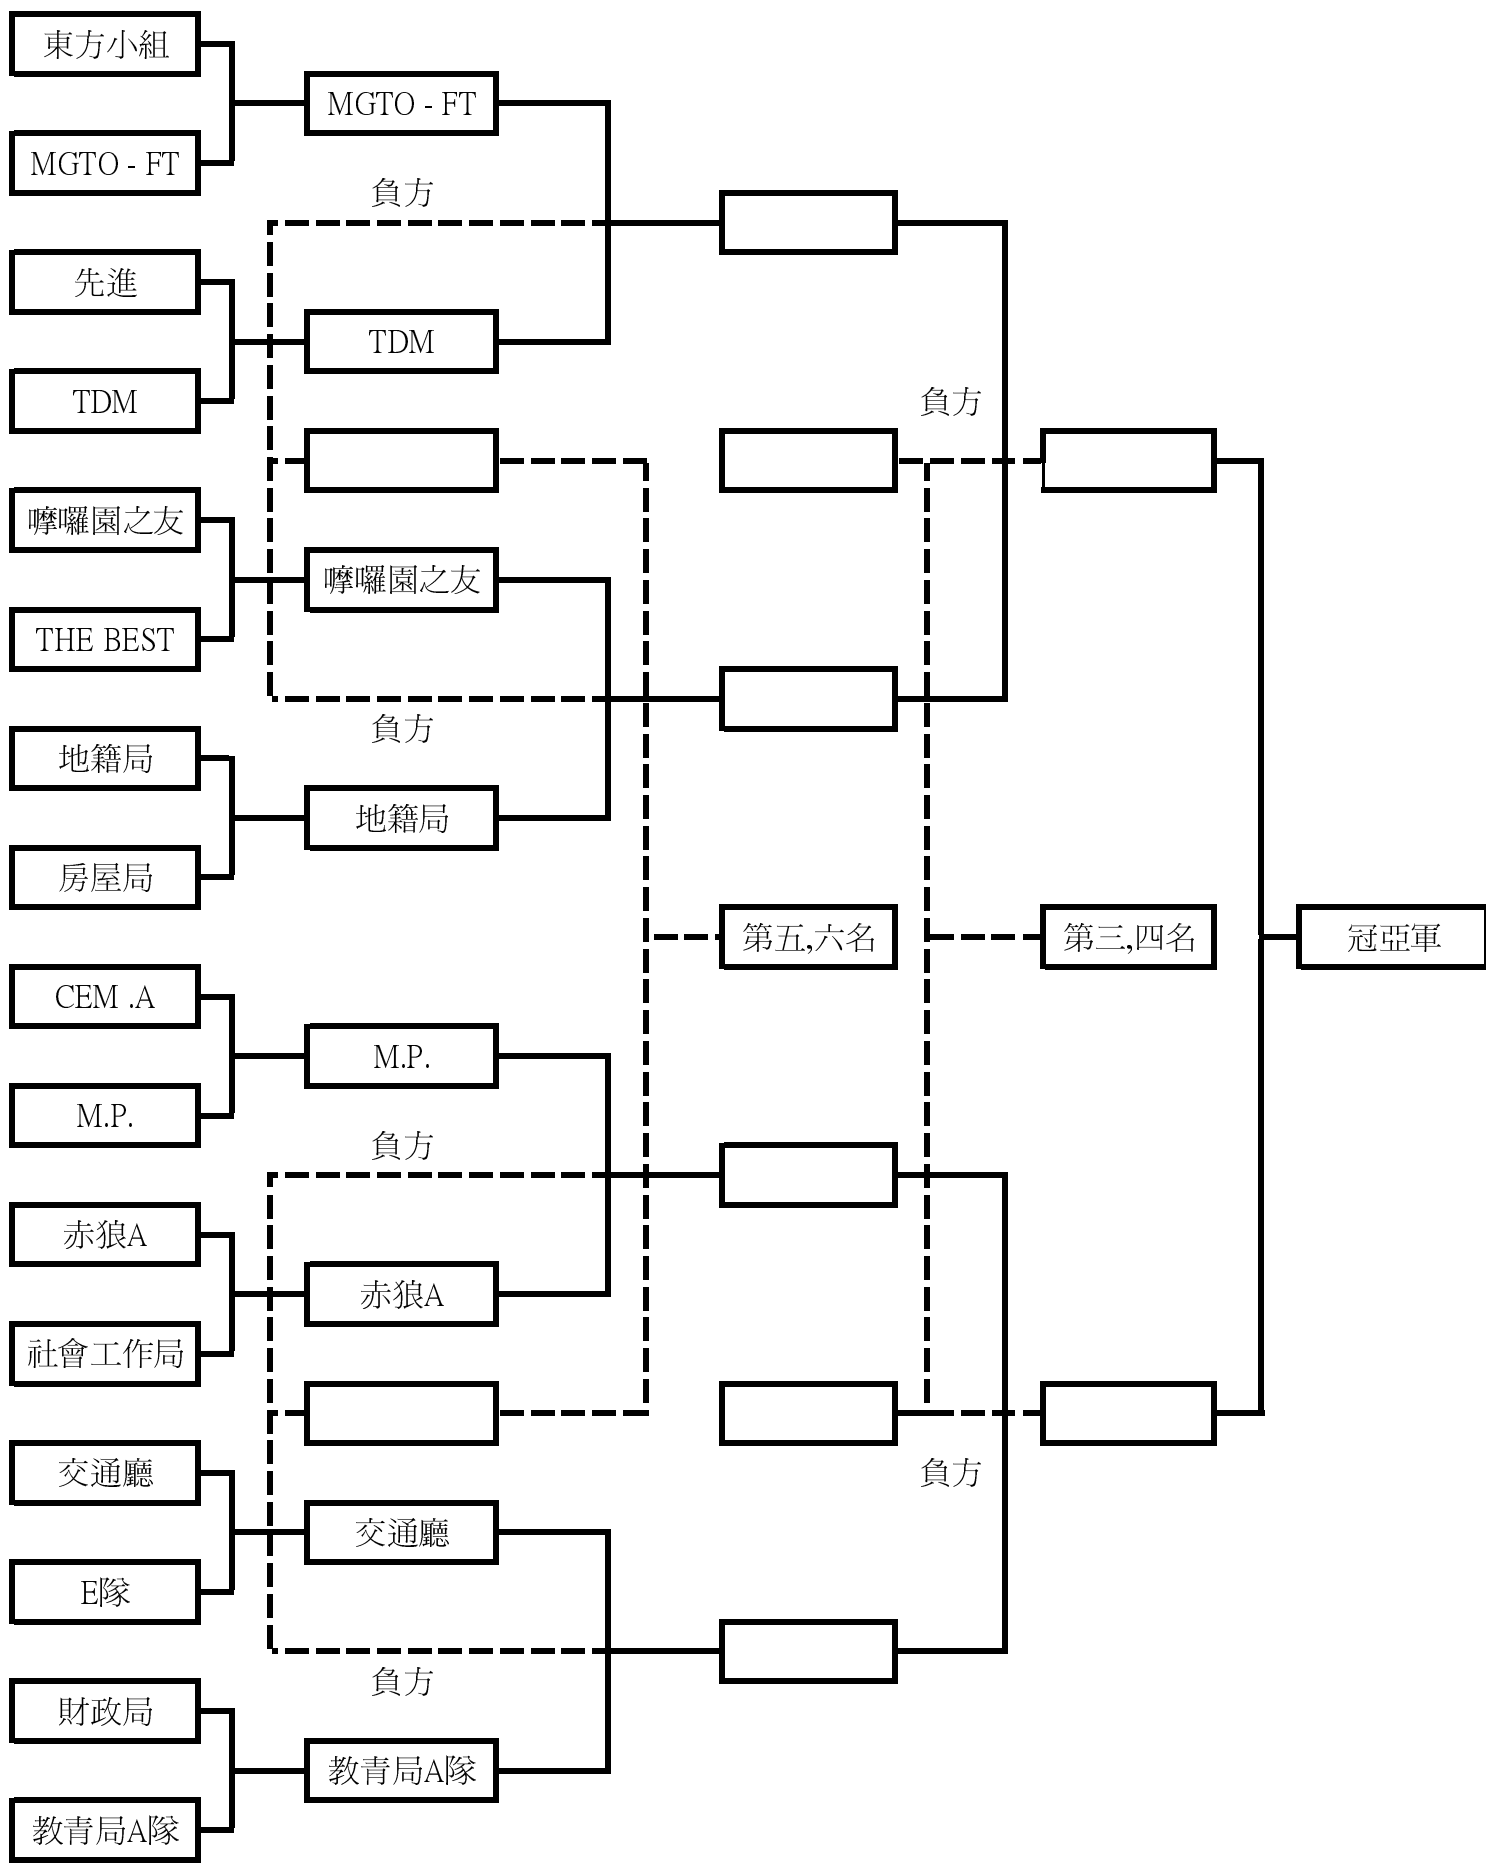 東方小組
MGTO - FT
MGTO - FT
負方
先進
TDM
TDM
負方
嚤囉園之友
嚤囉園之友
THE BEST
負方
地籍局
地籍局
房屋局
第五,六名
第三,四名
冠亞軍
CEM .A
M.P.
M.P.
負方
赤狼A
赤狼A
社會工作局
交通廳
負方
交通廳
E隊
負方
財政局
教青局A隊
教青局A隊